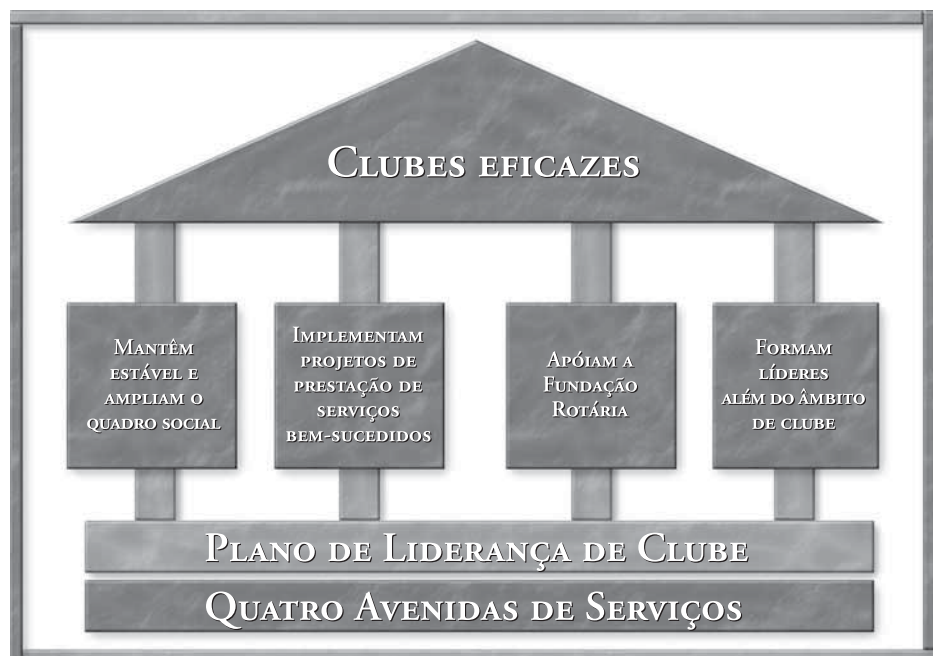 Clubes eficazes
Mantêm
estável e
ampliam o
quadro social
Implementam
projetos de
prestação de
serviços
bem-sucedidos
Apóiam a
Fundação
Rotária
Formam
líderes
além do âmbito
de clube
Plano de Liderança de Clube
Quatro Avenidas de Serviços